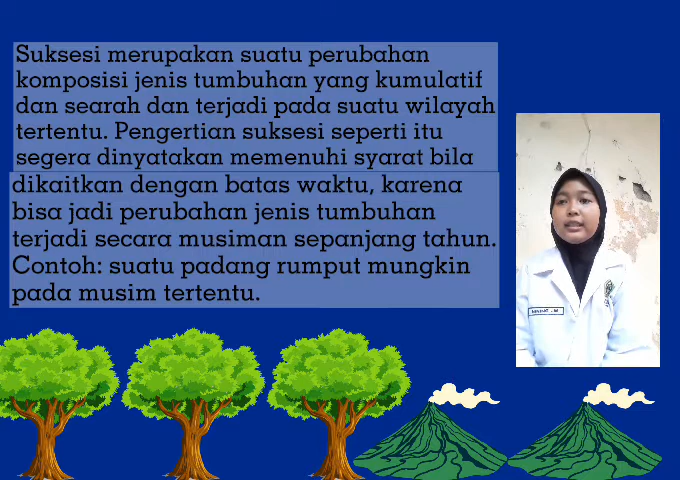 Suksesi merupakan suatu perubahan
komposisi jenis tumbuhan yang kumulatif
dan searah dan terjadi pada suatu wilayah
tertentu. Pengertian suksesi seperti itu
segera dinyatakan memenuhi syarat bila
dikaitkan dengan batas waktu, karena
bisa jadi perubahan jenis tumbuhan
terjadi secara musiman sepanjang tahun.
Contoh: suatu padang rumput mungkin
pada musim tertentu.